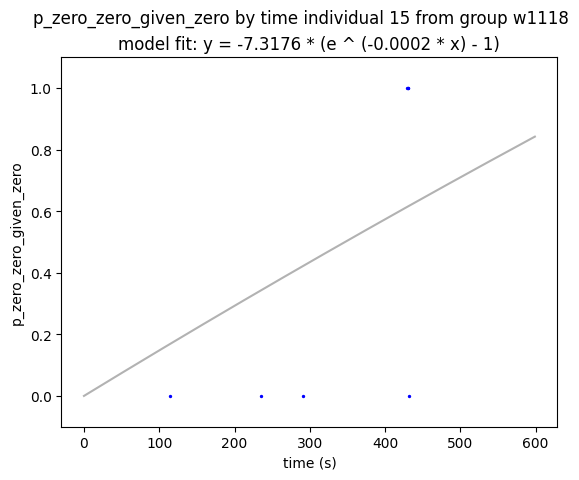 p_zero_zero_given_zero by time individual 15 from group w1118
model fit: y = -7.3176 * (e ^ (-0.0002 * x) - 1)
1.0
0.8
0.6
0.4
0.2
0.0
p_zero_zero_given_zero
0 100 200 300 400 500 600
time (s)